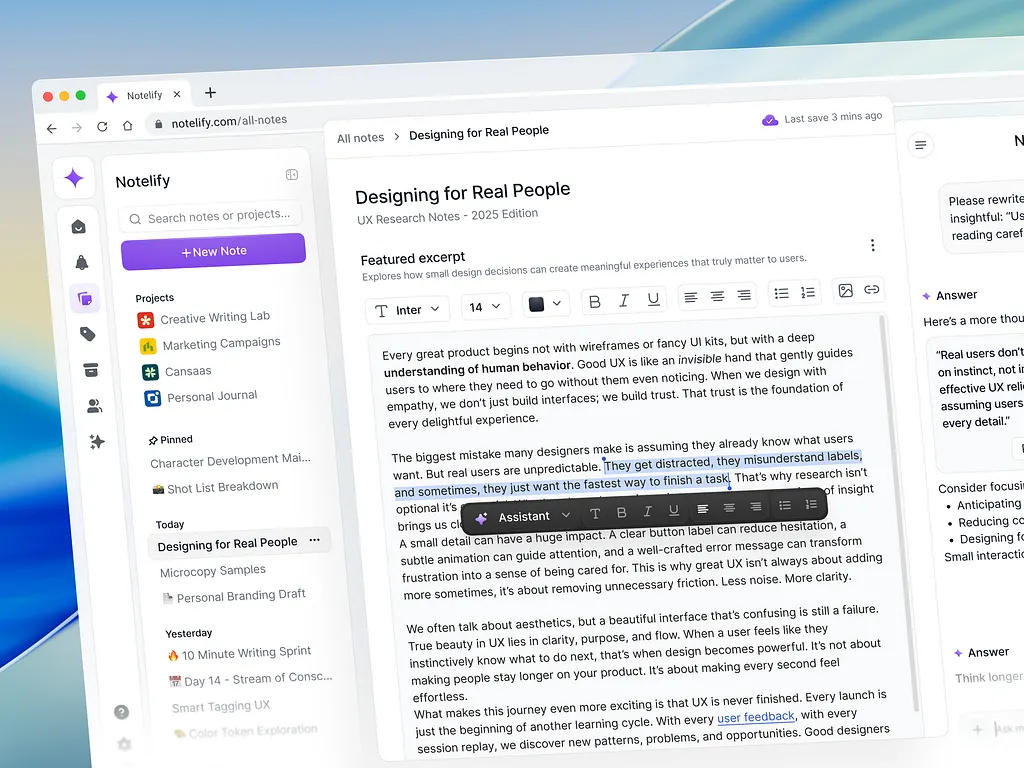 Notelify
notelify.com/all-notes
Notelify
Search notes or projects...
+ New Note
Projects
Creative Writing Lab
Marketing Campaigns
Cansaas
Personal Journal
Pinned
Character Development Mai...
Shot List Breakdown
Today
Designing for Real People
Microcopy Samples
Personal Branding Draft
Yesterday
10 Minute Writing Sprint
Day 14 - Stream of Consc...
Smart Tagging UX
Color Token Exploration
All notes > Designing for Real People
Last save 3 mins ago
Designing for Real People
UX Research Notes - 2025 Edition
Featured excerpt
Explores how small design decisions can create meaningful experiences that truly matter to users.
Inter
14
B I U
Every great product begins not with wireframes or fancy UI kits, but with a deep
understanding of human behavior. Good UX is like an invisible hand that gently guides
users to where they need to go without them even noticing. When we design with
empathy, we don't just build interfaces; we build trust. That trust is the foundation of
every delightful experience.
The biggest mistake many designers make is assuming they already know what users
want. But real users are unpredictable. They get distracted, they misunderstand labels,
and sometimes, they just want the fastest way to finish a task. That's why research isn't
optional it's
of insight
brings us
Assistant
T B I U
A small detail can have a huge impact. A clear button label can reduce hesitation, a
subtle animation can guide attention, and a well-crafted error message can transform
frustration into a sense of being cared for. This is why great UX isn't always about adding
more sometimes, it's about removing unnecessary friction. Less noise. More clarity.
We often talk about aesthetics, but a beautiful interface that's confusing is still a failure.
True beauty in UX lies in clarity, purpose, and flow. When a user feels like they
instinctively know what to do next, that's when design becomes powerful. It's not about
making people stay longer on your product. It's about making every second feel
effortless.
What makes this journey even more exciting is that UX is never finished. Every launch is
just the beginning of another learning cycle. With every user feedback, with every
session replay, we discover new patterns, problems, and opportunities. Good designers
N
Please rewrite
insightful: "Us
reading caref
Answer
Here's a more thou
"Real users don't
on instinct, not in
effective UX relie
assuming users
every detail."
Consider focusin
• Anticipating
• Reducing co
• Designing fo
Small interactio
Answer
Think longer
Ask